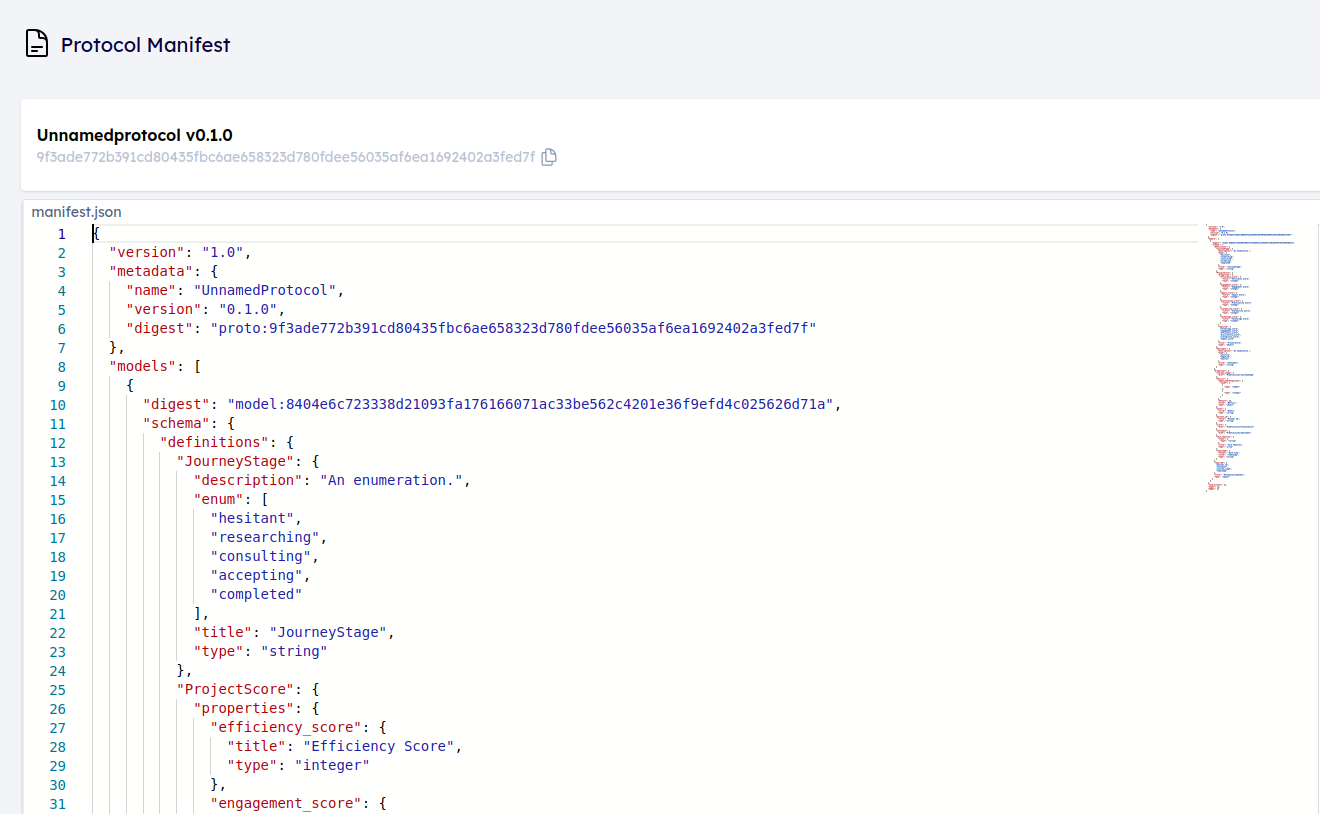 Protocol Manifest
Unnamedprotocol v0.1.0
9f3ade772b391cd80435fbc6ae658323d780fdee56035af6ea1692402a3fed7f
manifest.json
1 {
2 "version": "1.0",
3 "metadata": {
4 "name": "UnnamedProtocol",
5 "version": "0.1.0",
6 "digest": "proto:9f3ade772b391cd80435fbc6ae658323d780fdee56035af6ea1692402a3fed7f"
7 },
8 "models": [
9 {
10 "digest": "model:8404e6c723338d21093fa176166071ac33be562c4201e36f9efd4c025626d71a",
11 "schema": {
12 "definitions": {
13 "JourneyStage": {
14 "description": "An enumeration.",
15 "enum": [
16 "hesitant",
17 "researching",
18 "consulting",
19 "accepting",
20 "completed"
21 ],
22 "title": "JourneyStage",
23 "type": "string"
24 },
25 "ProjectScore": {
26 "properties": {
27 "efficiency_score": {
28 "title": "Efficiency Score",
29 "type": "integer"
30 },
31 "engagement_score": {